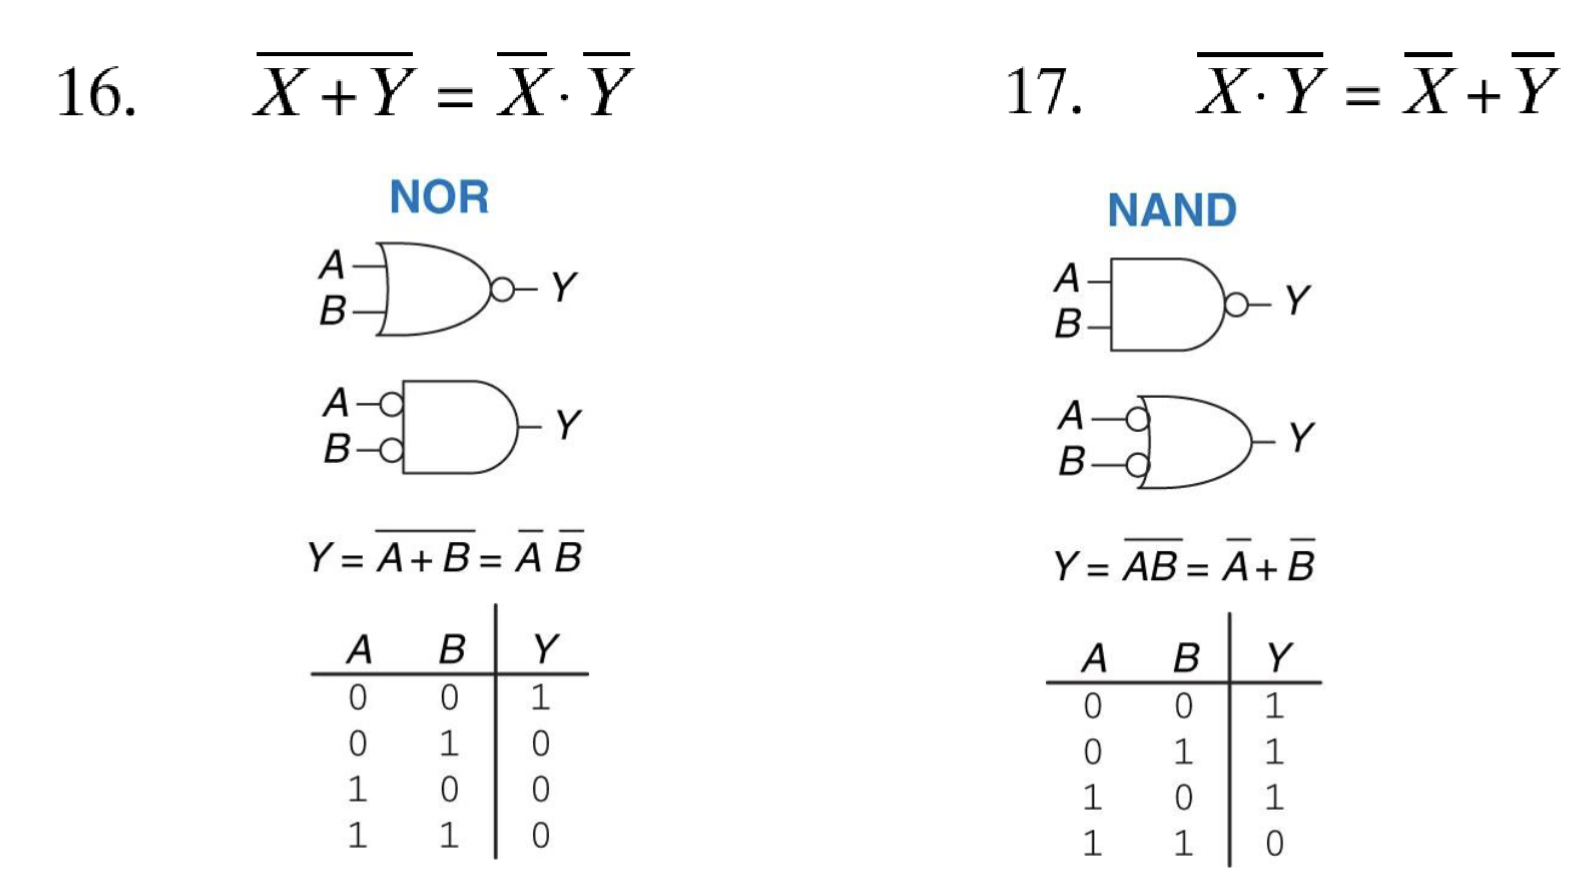 16. $\overline{X + Y} = \overline{X} \cdot \overline{Y}$
NOR
A
B
Y
A
B
Y
$Y = \overline{A + B} = \overline{A}\ \overline{B}$
A B Y
0 0 1
0 1 0
1 0 0
1 1 0
17. $\overline{X \cdot Y} = \overline{X} + \overline{Y}$
NAND
A
B
Y
A
B
Y
$Y = \overline{AB} = \overline{A} + \overline{B}$
A B Y
0 0 1
0 1 1
1 0 1
1 1 0